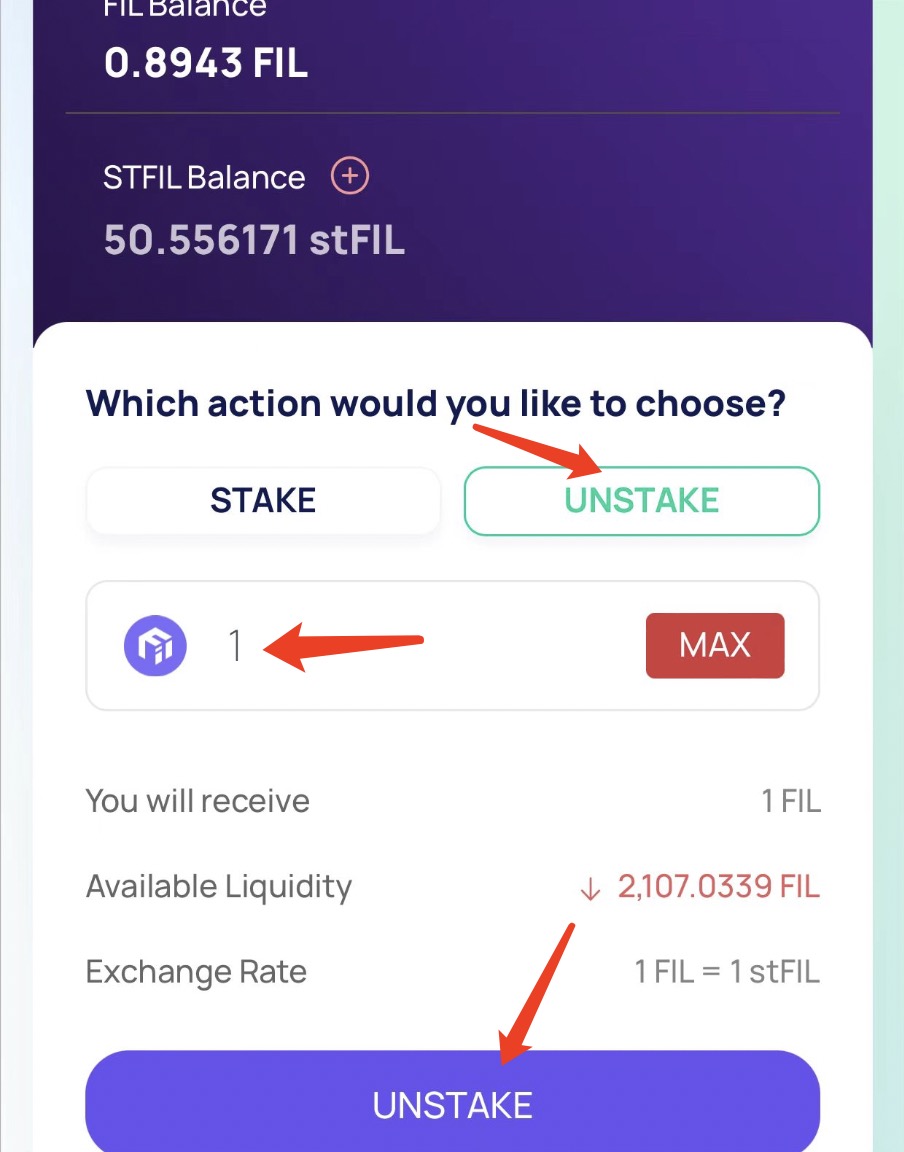 FIL Balance
0.8943 FIL
STFIL Balance
50.556171 stFIL
Which action would you like to choose?
STAKE UNSTAKE
1 MAX
You will receive 1 FIL
Available Liquidity ↓ 2,107.0339 FIL
Exchange Rate 1 FIL = 1 stFIL
UNSTAKE